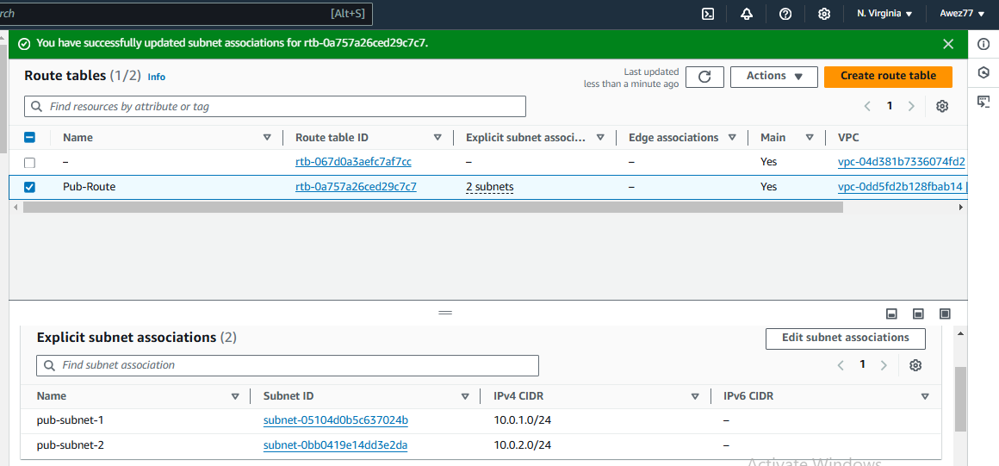 rch [Alt+S] N. Virginia Awez77
You have successfully updated subnet associations for rtb-0a757a26ced29c7c7.
Route tables (1/2) Info
Last updated
less than a minute ago
Actions
Create route table
Find resources by attribute or tag
1
Name Route table ID Explicit subnet associ... Edge associations Main VPC
– rtb-067d0a3aefc7af7cc – – Yes vpc-04d381b7336074fd2
Pub-Route rtb-0a757a26ced29c7c7 2 subnets – Yes vpc-0dd5fd2b128fbab14 |
Explicit subnet associations (2)
Edit subnet associations
Find subnet association
1
Name Subnet ID IPv4 CIDR IPv6 CIDR
pub-subnet-1 subnet-05104d0b5c637024b 10.0.1.0/24 –
pub-subnet-2 subnet-0bb0419e14dd3e2da 10.0.2.0/24 –
Activate Windows